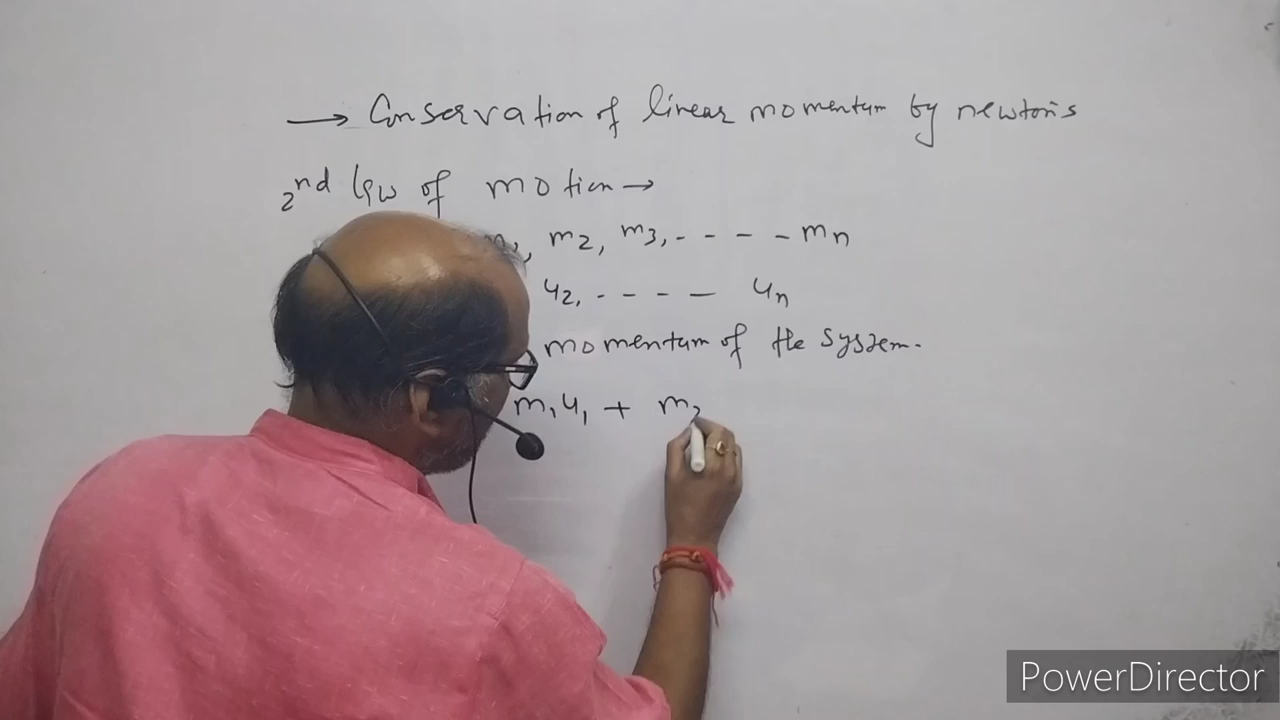 → Conservation of linear momentum by newton's
2nd law of motion →
m2, m3, - - - - mn
u2, - - - - un
momentum of the system.
m1u1 + m2
PowerDirector